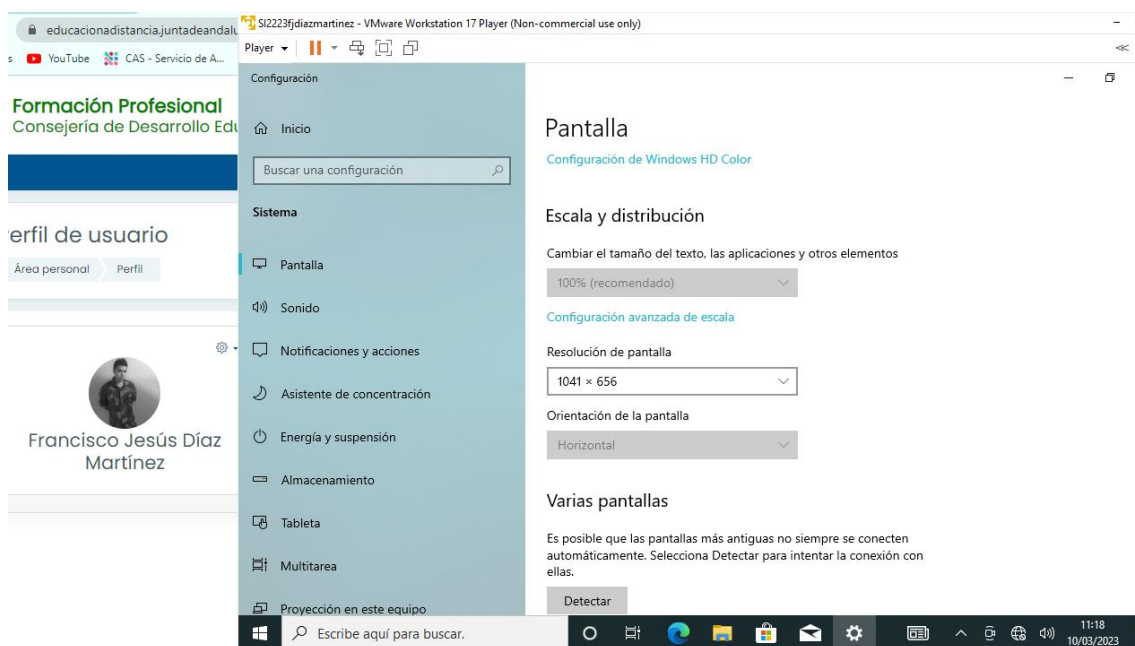 educacionadistancia.juntadeandalu
YouTube CAS - Servicio de A...
Formación Profesional
Consejería de Desarrollo Edu
erfil de usuario
Área personal Perfil
Francisco Jesús Díaz
Martínez
SI2223fjdiazmartinez - VMware Workstation 17 Player (Non-commercial use only)
Player
Configuración
Inicio
Buscar una configuración
Sistema
Pantalla
Sonido
Notificaciones y acciones
Asistente de concentración
Energía y suspensión
Almacenamiento
Tableta
Multitarea
Proyección en este equipo
Pantalla
Configuración de Windows HD Color
Escala y distribución
Cambiar el tamaño del texto, las aplicaciones y otros elementos
100% (recomendado)
Configuración avanzada de escala
Resolución de pantalla
1041 × 656
Orientación de la pantalla
Horizontal
Varias pantallas
Es posible que las pantallas más antiguas no siempre se conecten
automáticamente. Selecciona Detectar para intentar la conexión con
ellas.
Detectar
Escribe aquí para buscar.
11:18
10/03/2023